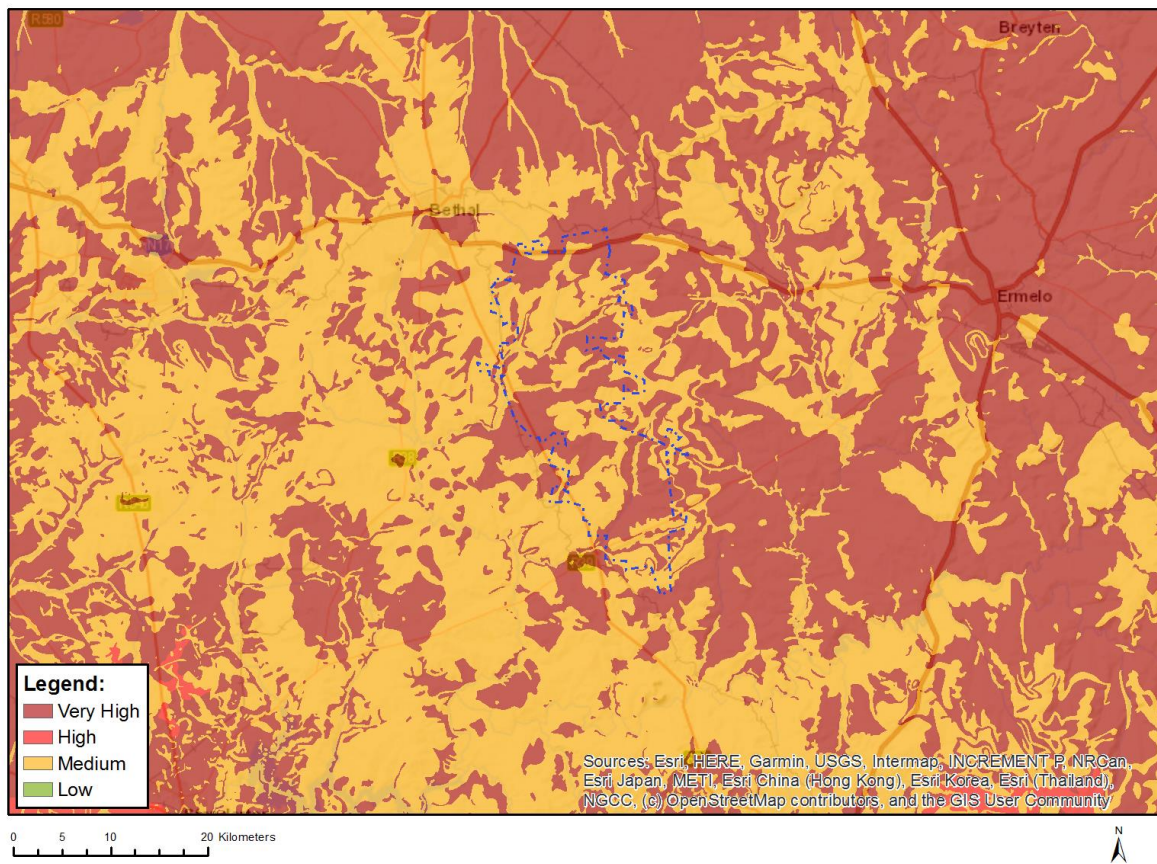 R580
Breyten
Bethal
Ermelo
Legend:
Very High
High
Medium
Low
Sources: Esri, HERE, Garmin, USGS, Intermap, INCREMENT P, NRCan,
Esri Japan, METI, Esri China (Hong Kong), Esri Korea, Esri (Thailand),
NGCC, (c) OpenStreetMap contributors, and the GIS User Community
0 5 10 20 Kilometers
N